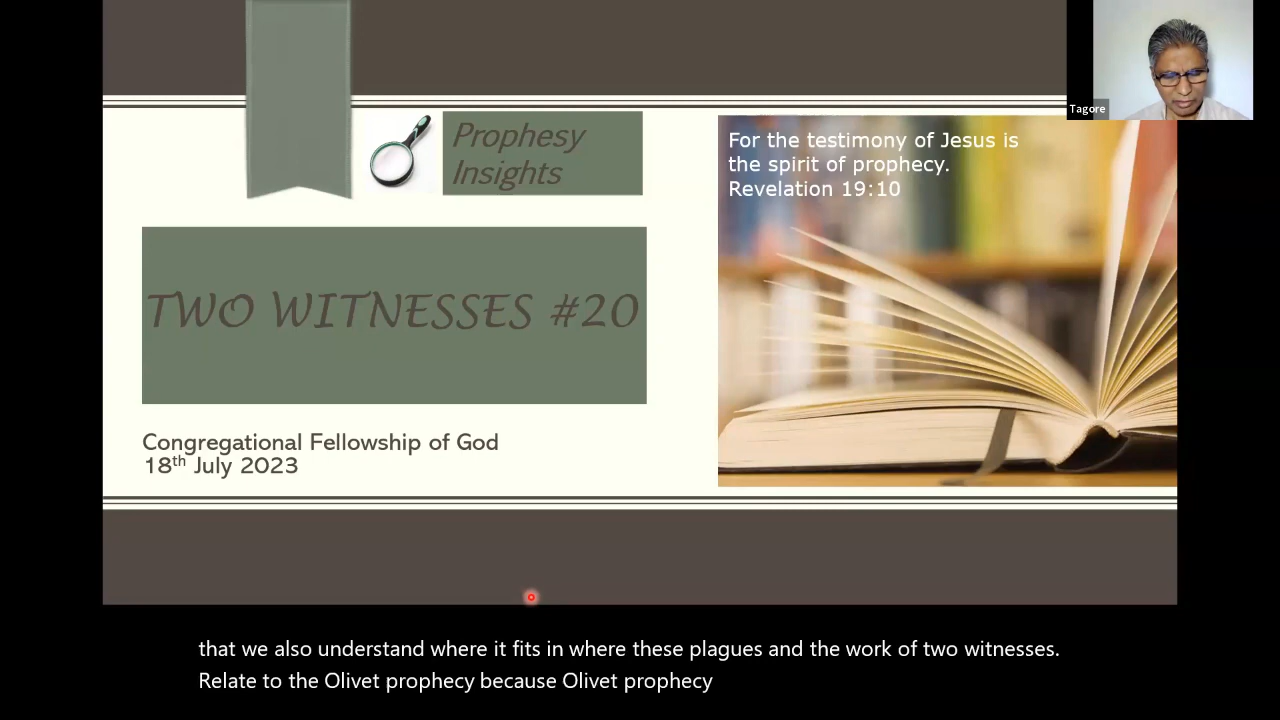 Tagore
Prophesy
Insights
For the testimony of Jesus is
the spirit of prophecy.
Revelation 19:10
TWO WITNESSES #20
Congregational Fellowship of God
18th July 2023
that we also understand where it fits in where these plagues and the work of two witnesses.
Relate to the Olivet prophecy because Olivet prophecy